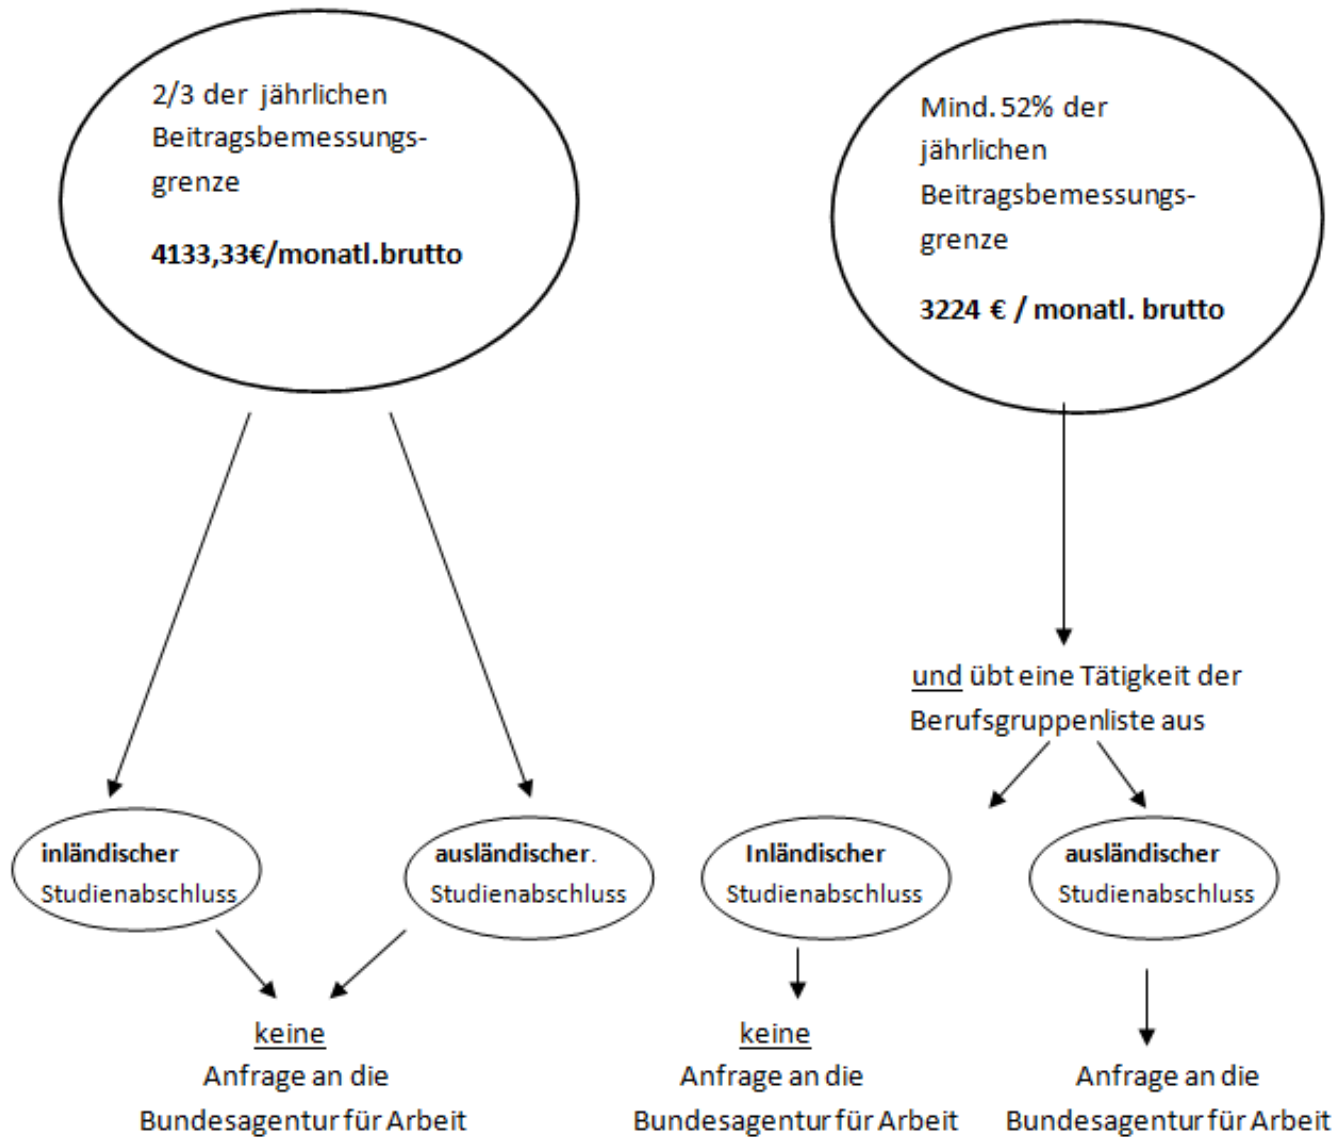 2/3 der jährlichen
Beitragsbemessungs-
grenze
4133,33€/monatl.brutto
Mind. 52% der
jährlichen
Beitragsbemessungs-
grenze
3224 € / monatl. brutto
und übt eine Tätigkeit der
Berufsgruppenliste aus
inländischer
Studienabschluss
ausländischer.
Studienabschluss
Inländischer
Studienabschluss
ausländischer
Studienabschluss
keine
Anfrage an die
Bundesagentur für Arbeit
keine
Anfrage an die
Bundesagentur für Arbeit
Anfrage an die
Bundesagentur für Arbeit